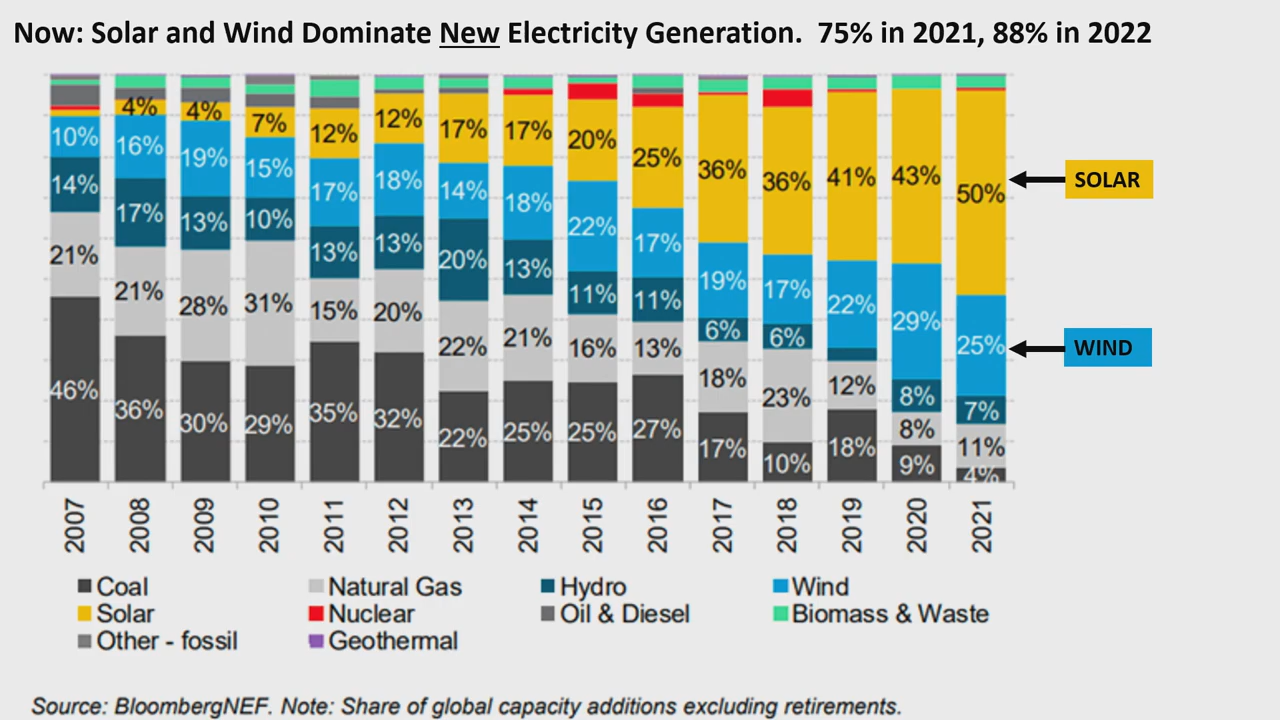 Now: Solar and Wind Dominate New Electricity Generation.  75% in 2021, 88% in 2022
10% 14% 21% 46%
4% 16% 17% 21% 36%
4% 19% 13% 28% 30%
7% 15% 10% 31% 29%
12% 17% 13% 15% 35%
12% 18% 13% 20% 32%
17% 14% 20% 22% 22%
17% 18% 13% 21% 25%
20% 22% 11% 16% 25%
25% 17% 11% 13% 27%
36% 19% 6% 18% 17%
36% 17% 6% 23% 10%
41% 22% 12% 18%
43% 29% 8% 8% 9%
50% 25% 7% 11% 4%
SOLAR
WIND
2007 2008 2009 2010 2011 2012 2013 2014 2015 2016 2017 2018 2019 2020 2021
Coal Natural Gas Hydro Wind
Solar Nuclear Oil & Diesel Biomass & Waste
Other - fossil Geothermal
Source: BloombergNEF. Note: Share of global capacity additions excluding retirements.